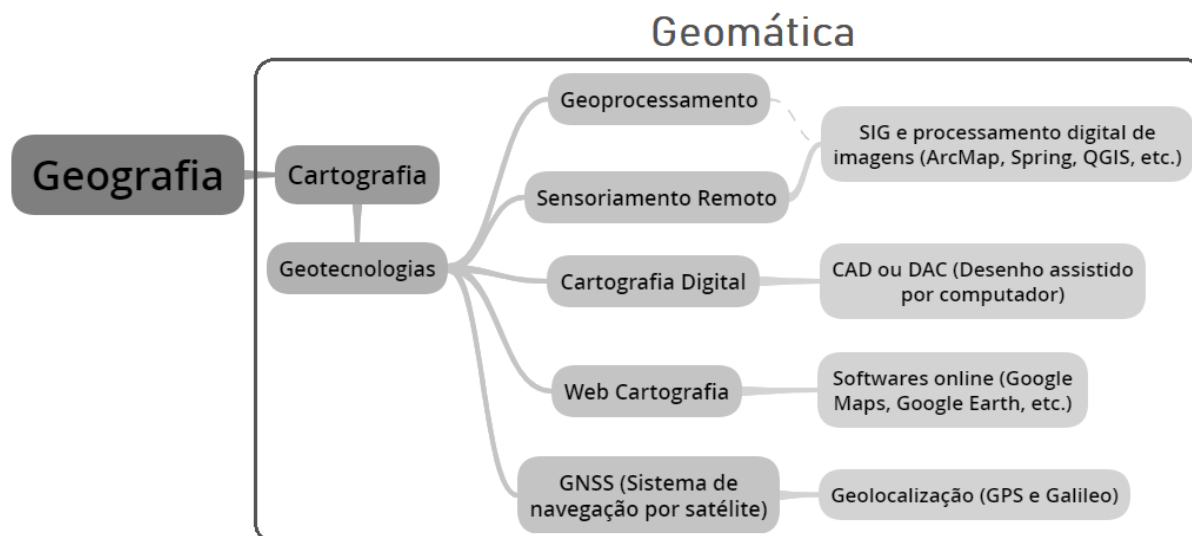 Geomática
Geografia
Cartografia
Geotecnologias
Geoprocessamento
SIG e processamento digital de
imagens (ArcMap, Spring, QGIS, etc.)
Sensoriamento Remoto
Cartografia Digital
CAD ou DAC (Desenho assistido
por computador)
Web Cartografia
Softwares online (Google
Maps, Google Earth, etc.)
GNSS (Sistema de
navegação por satélite)
Geolocalização (GPS e Galileo)